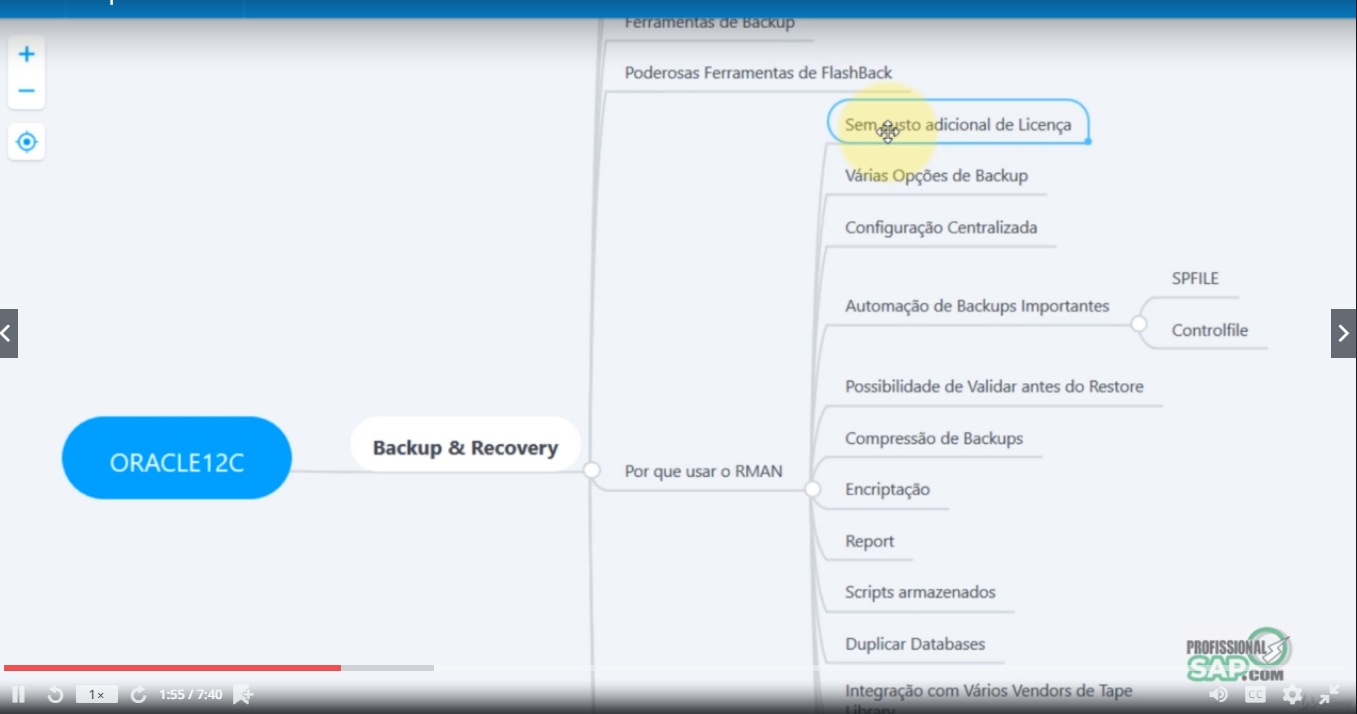 Ferramentas de Backup
Poderosas Ferramentas de FlashBack
Sem custo adicional de Licença
Várias Opções de Backup
Configuração Centralizada
SPFILE
Automação de Backups Importantes
Controlfile
Possibilidade de Validar antes do Restore
Compressão de Backups
Backup & Recovery
ORACLE12C
Por que usar o RMAN
Encriptação
Report
Scripts armazenados
Duplicar Databases
PROFISSIONAL
SAP.COM
Integração com Vários Vendors de Tape
Library
1×
1:55 / 7:40
CC